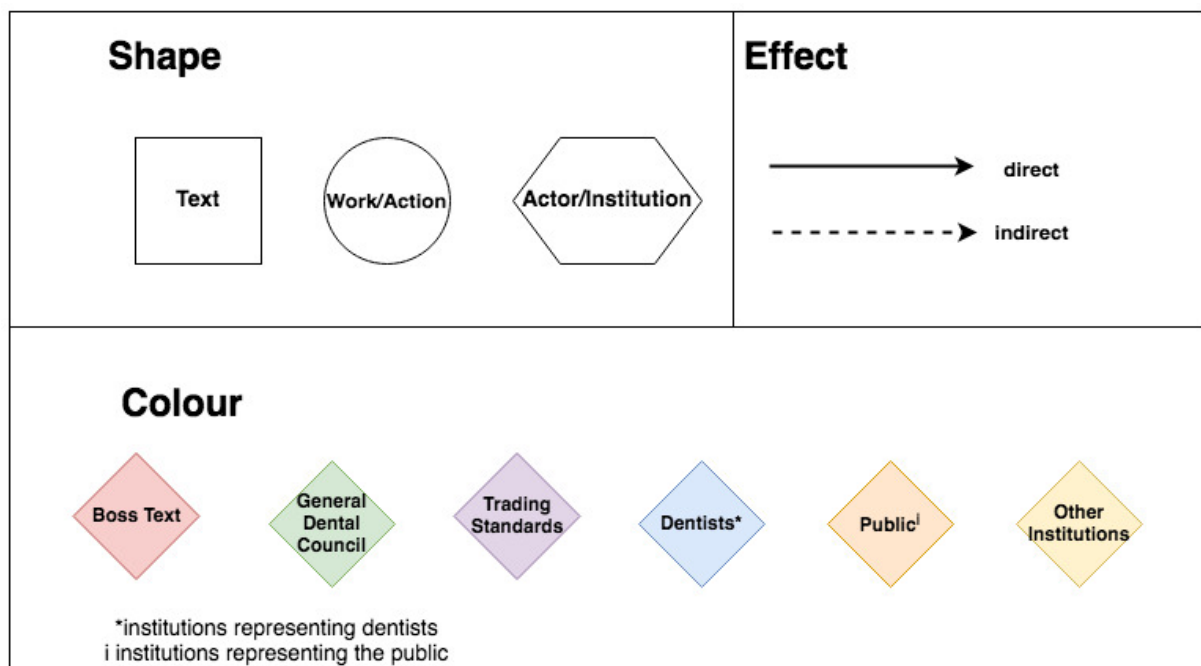 Shape
Effect
Text
Work/Action
Actor/Institution
direct
indirect
Colour
Boss Text
General
Dental
Council
Trading
Standards
Dentists*
Publicⁱ
Other
Institutions
*institutions representing dentists
i institutions representing the public